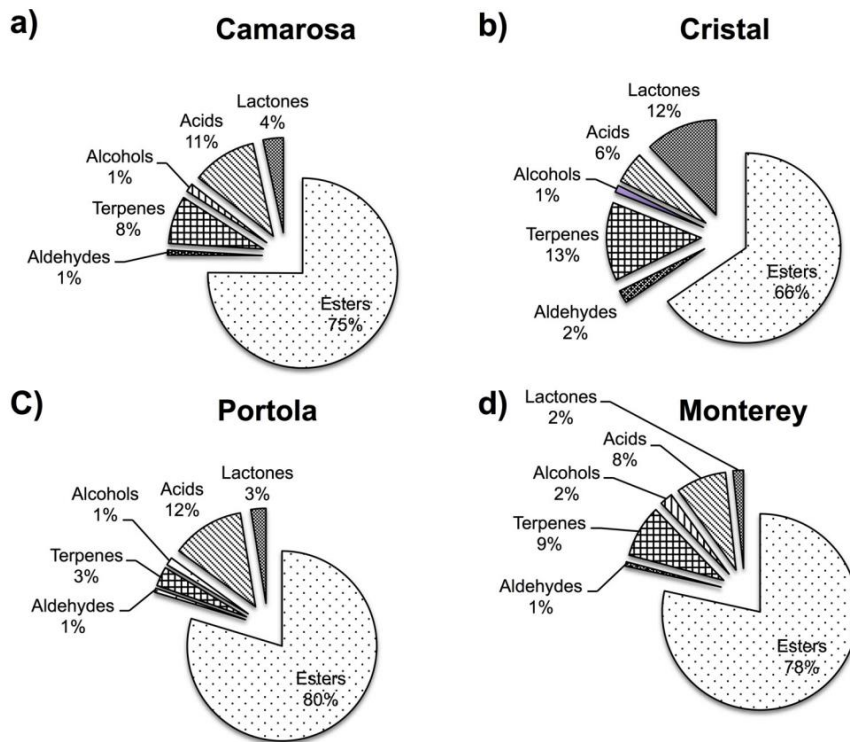 a)
Camarosa
Lactones
4%
Acids
11%
Alcohols
1%
Terpenes
8%
Aldehydes
1%
Esters
75%
b)
Cristal
Lactones
12%
Acids
6%
Alcohols
1%
Terpenes
13%
Aldehydes
2%
Esters
66%
C)
Portola
Lactones
3%
Acids
12%
Alcohols
1%
Terpenes
3%
Aldehydes
1%
Esters
80%
d)
Monterey
Lactones
2%
Acids
8%
Alcohols
2%
Terpenes
9%
Aldehydes
1%
Esters
78%